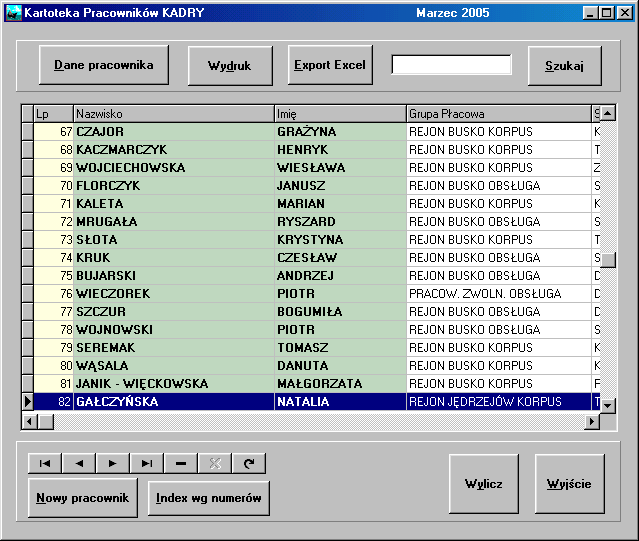 Kartoteka Pracowników KADRY Marzec 2005
Dane pracownika Wydruk Export Excel Szukaj
Lp Nazwisko Imię Grupa Płacowa S
67 CZAJOR GRAŻYNA REJON BUSKO KORPUS K
68 KACZMARCZYK HENRYK REJON BUSKO KORPUS T
69 WOJCIECHOWSKA WIESŁAWA REJON BUSKO KORPUS Z
70 FLORCZYK JANUSZ REJON BUSKO OBSŁUGA S
71 KALETA MARIAN REJON BUSKO KORPUS K
72 MRUGAŁA RYSZARD REJON BUSKO OBSŁUGA S
73 SŁOTA KRYSTYNA REJON BUSKO KORPUS T
74 KRUK CZESŁAW REJON BUSKO OBSŁUGA S
75 BUJARSKI ANDRZEJ REJON BUSKO OBSŁUGA D
76 WIECZOREK PIOTR PRACOW. ZWOLN. OBSŁUGA D
77 SZCZUR BOGUMIŁA REJON BUSKO OBSŁUGA D
78 WOJNOWSKI PIOTR REJON BUSKO OBSŁUGA S
79 SEREMAK TOMASZ REJON BUSKO KORPUS K
80 WĄSALA DANUTA REJON BUSKO KORPUS K
81 JANIK - WIĘCKOWSKA MAŁGORZATA REJON BUSKO KORPUS F
82 GAŁCZYŃSKA NATALIA REJON JĘDRZEJÓW KORPUS T
Nowy pracownik Index wg numerów Wylicz Wyjście